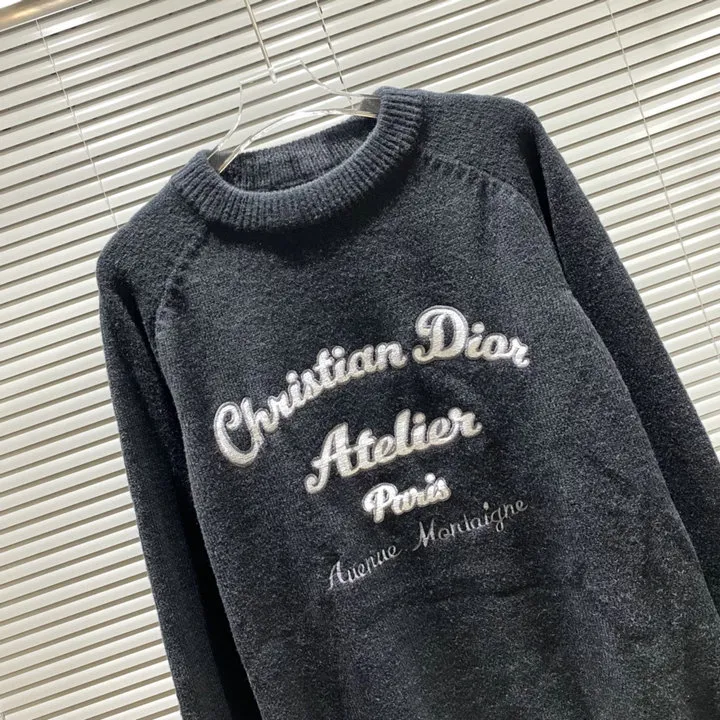 Christian Dior
Atelier
Paris
Avenue Montaigne